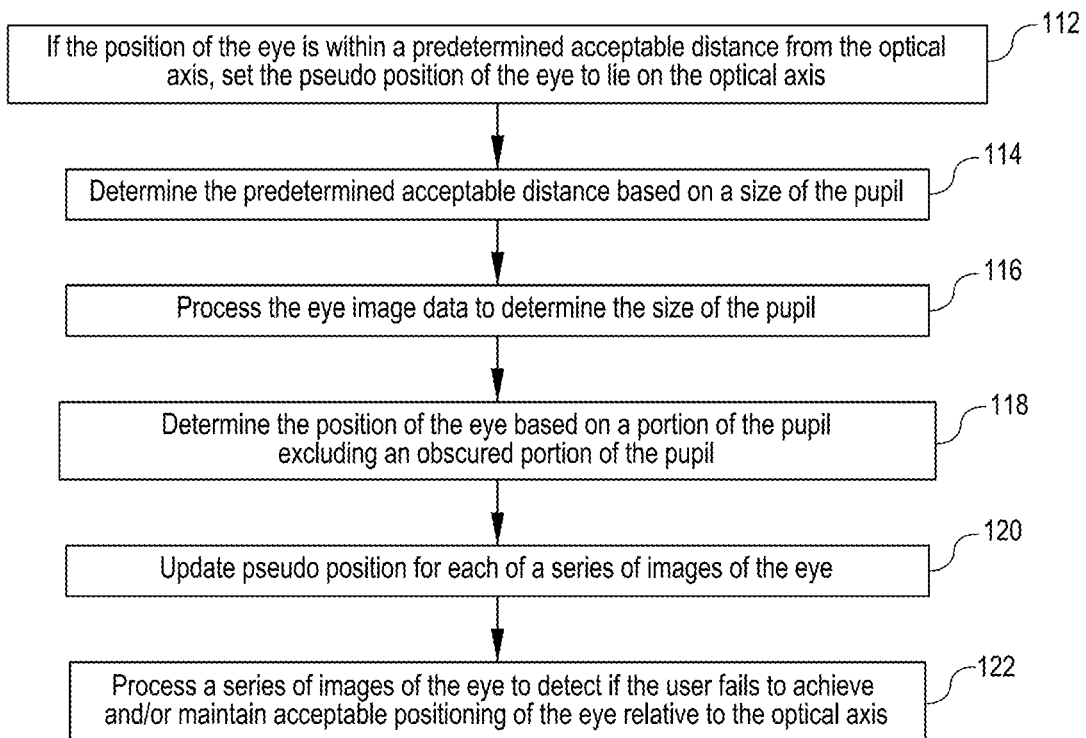 112
If the position of the eye is within a predetermined acceptable distance from the optical
axis, set the pseudo position of the eye to lie on the optical axis
114
Determine the predetermined acceptable distance based on a size of the pupil
116
Process the eye image data to determine the size of the pupil
118
Determine the position of the eye based on a portion of the pupil
excluding an obscured portion of the pupil
120
Update pseudo position for each of a series of images of the eye
122
Process a series of images of the eye to detect if the user fails to achieve
and/or maintain acceptable positioning of the eye relative to the optical axis